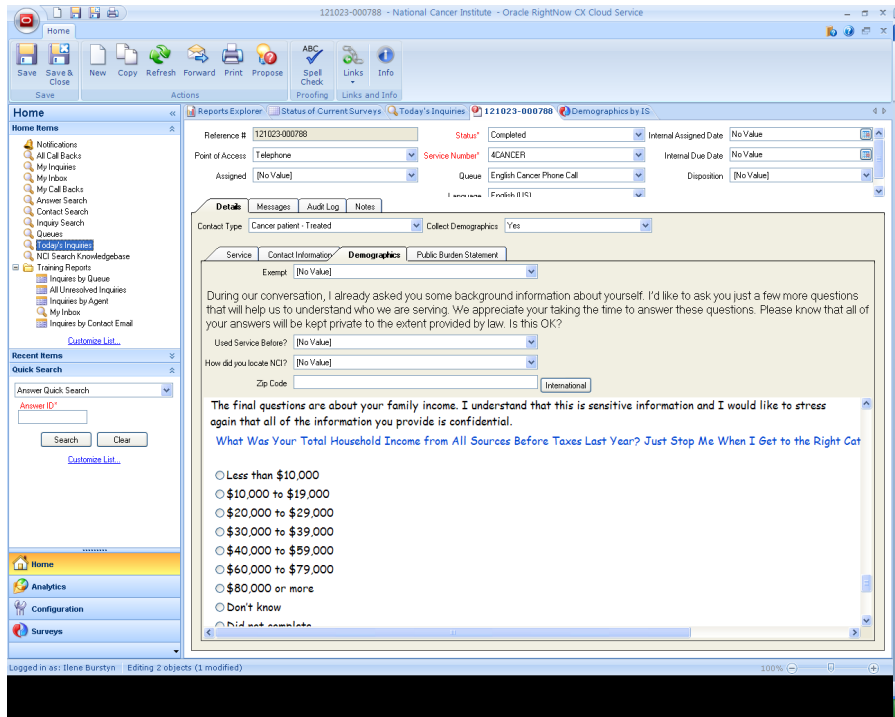 121023-000788 - National Cancer Institute - Oracle RightNow CX Cloud Service
Home
Save
Save & Close
New
Copy
Refresh
Forward
Print
Propose
ABC
Spell Check
Links
Info
Save
Actions
Proofing
Links and Info
Home
Home Items
Notifications
All Call Backs
My Inquiries
My Inbox
My Call Backs
Answer Search
Contact Search
Inquiry Search
Queues
Today's Inquiries
NCI Search Knowledgebase
Training Reports
Inquires by Queue
All Unresolved Inquiries
Inquiries by Agent
My Inbox
Inquires by Contact Email
Customize List...
Recent Items
Quick Search
Answer Quick Search
Answer ID*
Search Clear
Customize List...
Home
Analytics
Configuration
Surveys
Reports Explorer Status of Current Surveys Today's Inquiries 121023-000788 Demographics by IS
Reference # 121023-000788 Status* Completed Internal Assigned Date No Value
Point of Access Telephone Service Number* 4CANCER Internal Due Date No Value
Assigned [No Value] Queue English Cancer Phone Call Disposition [No Value]
Language English (US)
Details Messages Audit Log Notes
Contact Type Cancer patient - Treated Collect Demographics Yes
Service Contact Information Demographics Public Burden Statement
Exempt [No Value]
During our conversation, I already asked you some background information about yourself. I'd like to ask you just a few more questions
that will help us to understand who we are serving. We appreciate your taking the time to answer these questions. Please know that all of
your answers will be kept private to the extent provided by law. Is this OK?
Used Service Before? [No Value]
How did you locate NCI? [No Value]
Zip Code International
The final questions are about your family income. I understand that this is sensitive information and I would like to stress
again that all of the information you provide is confidential.
What Was Your Total Household Income from All Sources Before Taxes Last Year? Just Stop Me When I Get to the Right Cat
Less than $10,000
$10,000 to $19,000
$20,000 to $29,000
$30,000 to $39,000
$40,000 to $59,000
$60,000 to $79,000
$80,000 or more
Don't know
Did not complete
Logged in as: Ilene Burstyn Editing 2 objects (1 modified) 100%